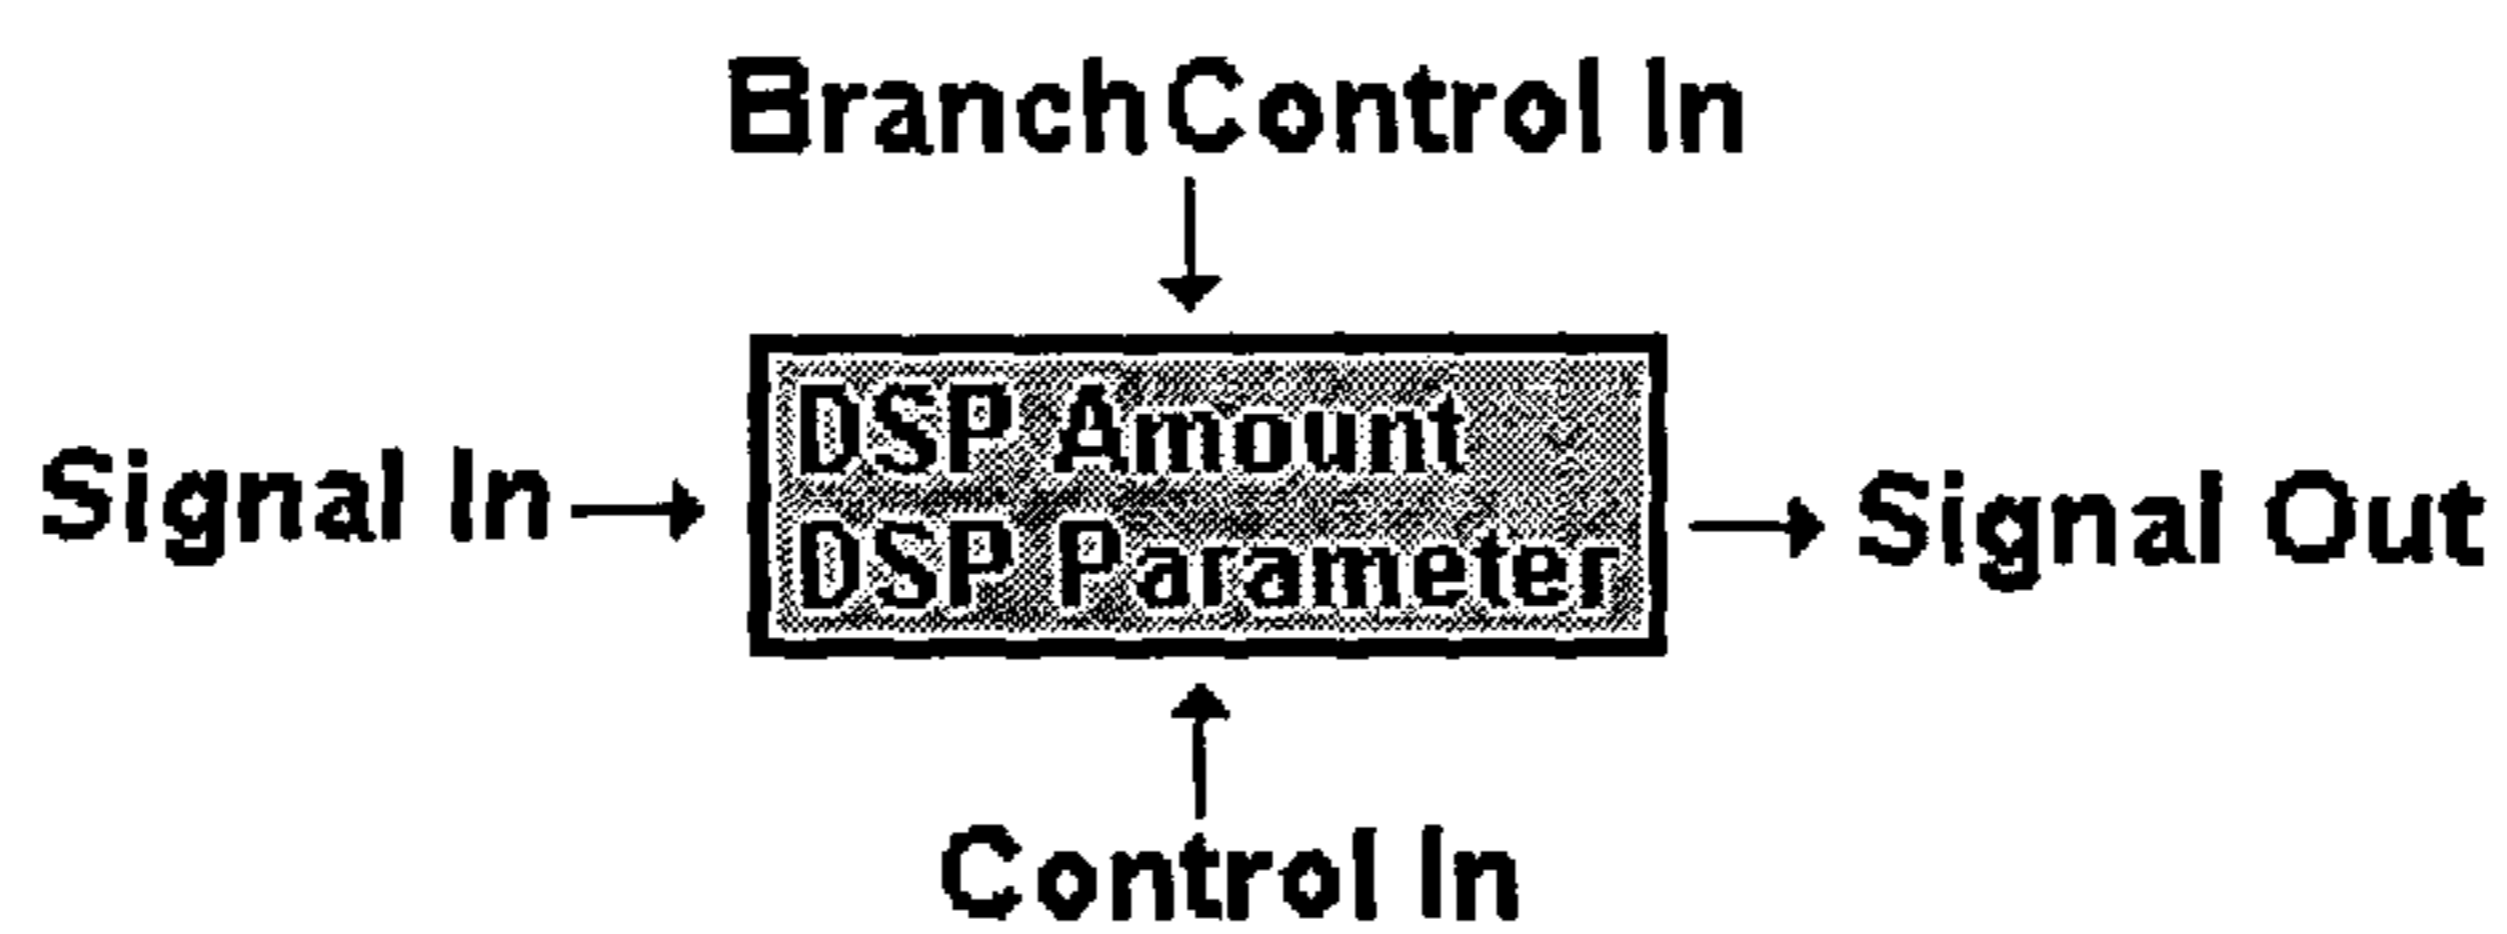 Branch Control In
DSP Amount
Signal In
Signal Out
DSP Parameter
Control In